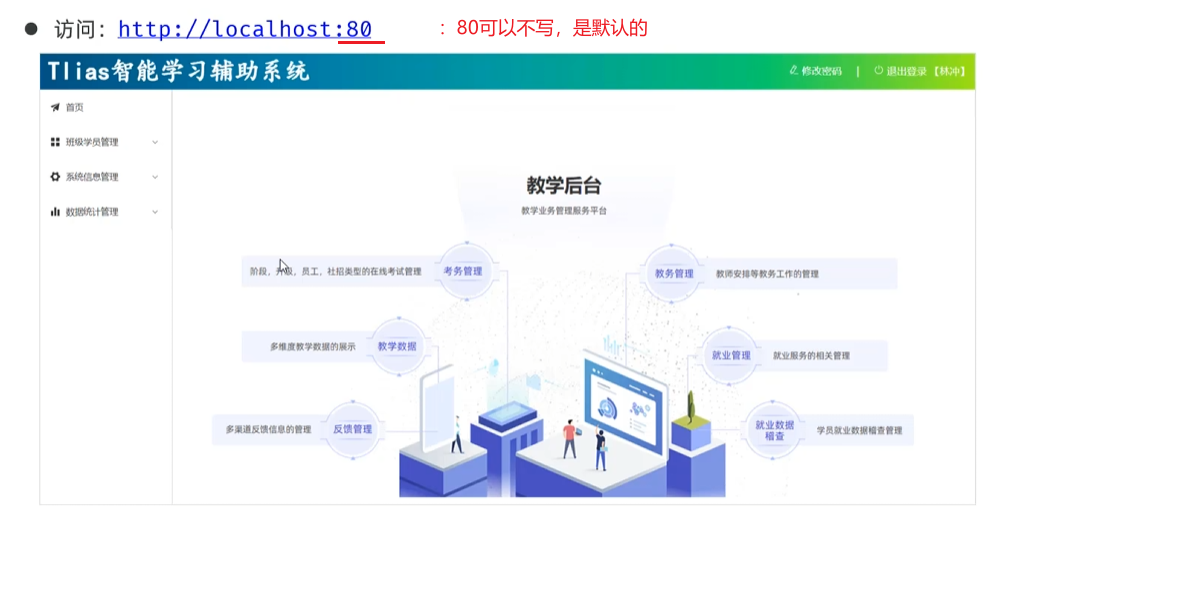 访问：http://localhost:80 ：80可以不写，是默认的
Tlias智能学习辅助系统 修改密码 | 退出登录 【林冲】
首页
班级学员管理
系统信息管理
数据统计管理
教学后台
教学业务管理服务平台
阶段，升级，员工，社招类型的在线考试管理 考务管理
教务管理 教师安排等教务工作的管理
多维度教学数据的展示 教学数据
就业管理 就业服务的相关管理
多渠道反馈信息的管理 反馈管理
就业数据
稽查
学员就业数据稽查管理